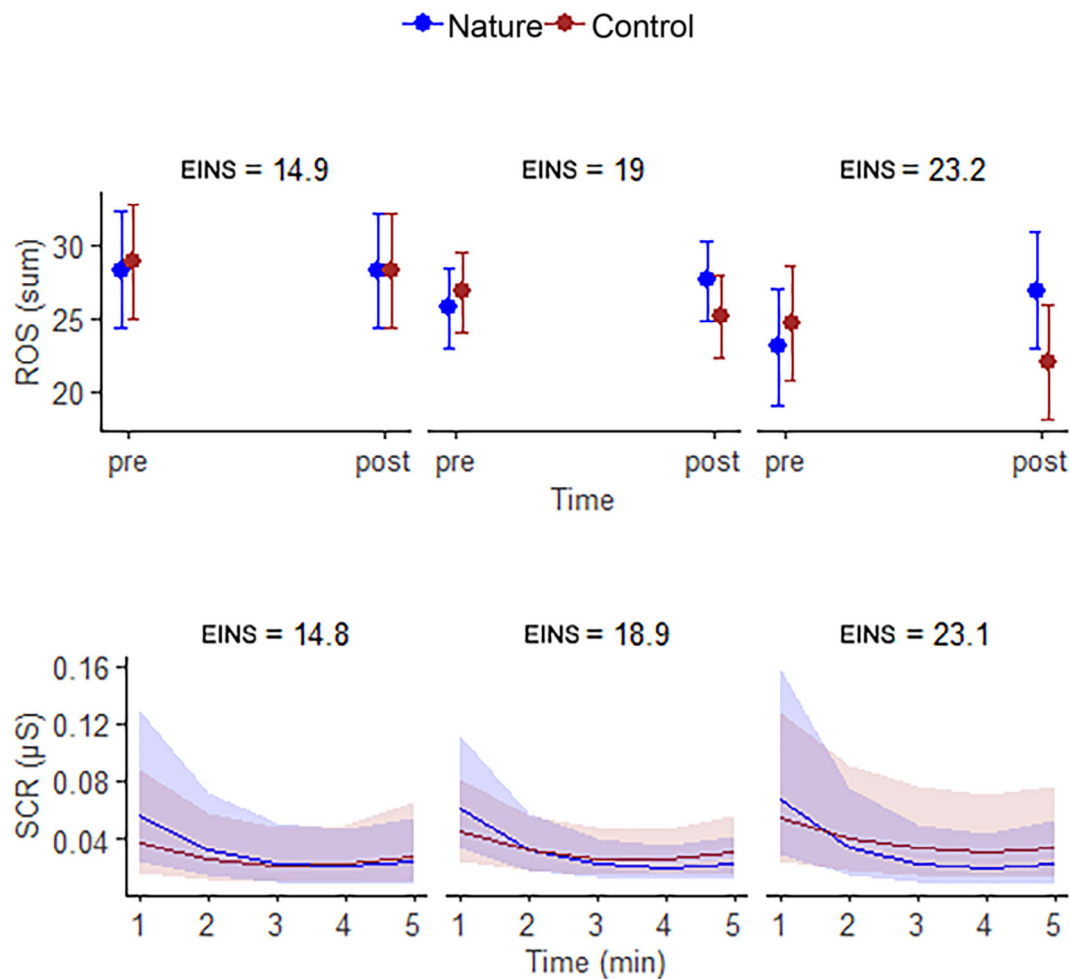 Nature Control
EINS = 14.9 EINS = 19 EINS = 23.2
ROS (sum)
30
25
20
pre post pre post pre post
Time
EINS = 14.8 EINS = 18.9 EINS = 23.1
SCR (µS)
0.16
0.12
0.08
0.04
1 2 3 4 5 1 2 3 4 5 1 2 3 4 5
Time (min)